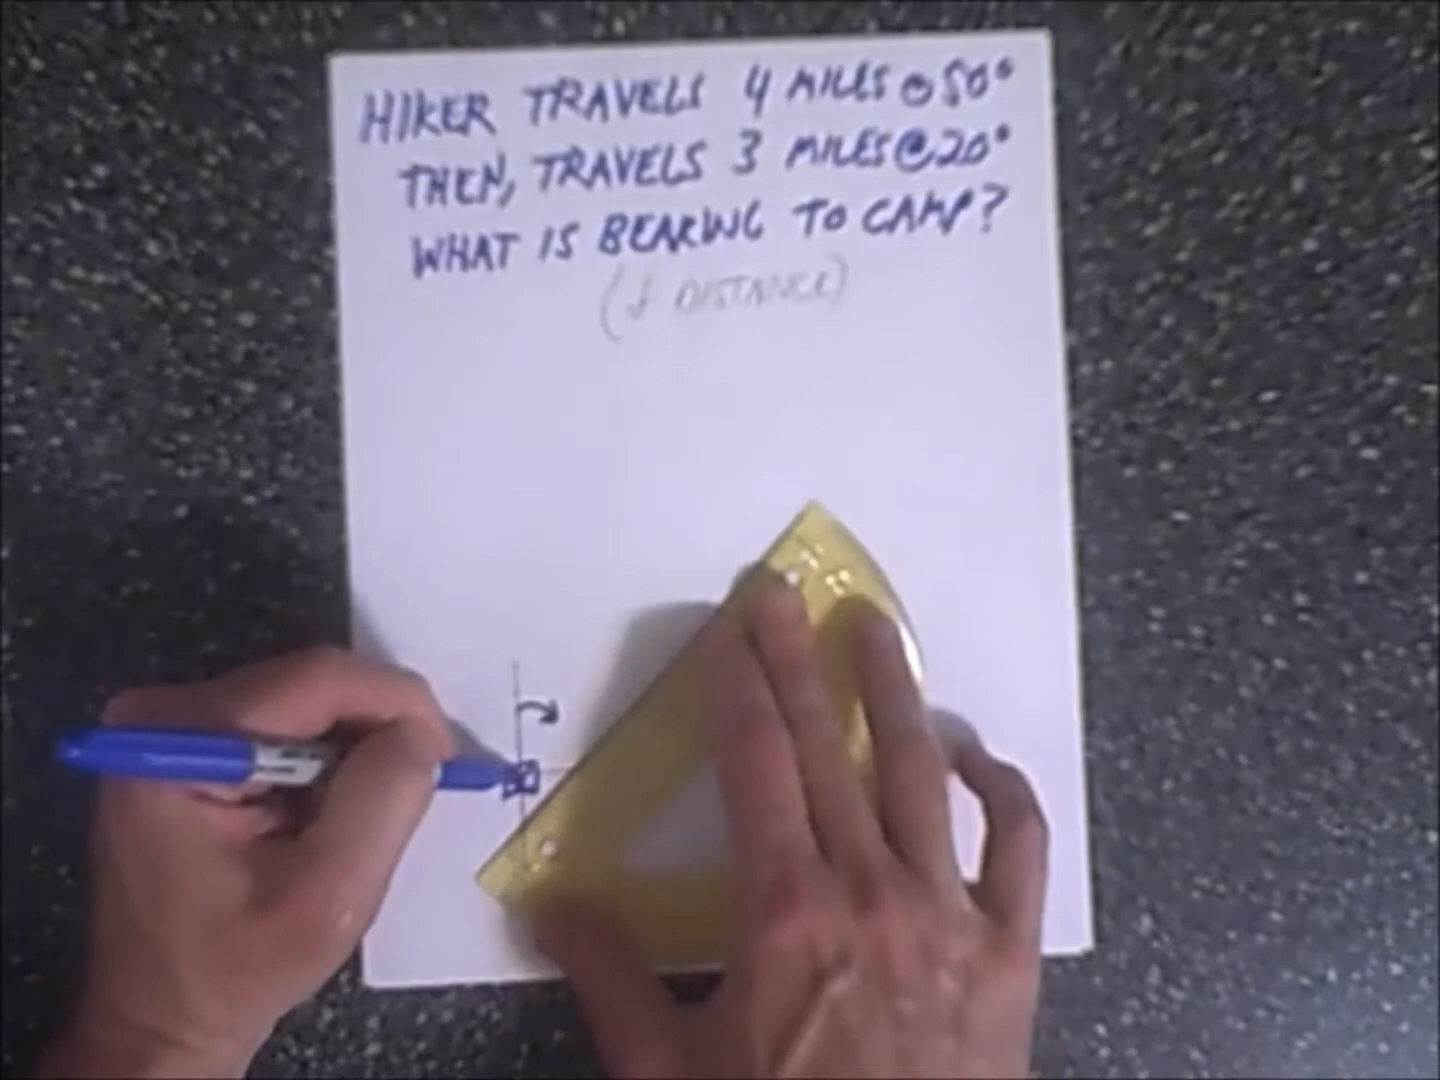 HIKER TRAVELS 4 MILES @ 50°
THEN, TRAVELS 3 MILES @ 20°
WHAT IS BEARING TO CAMP?
(& DISTANCE)